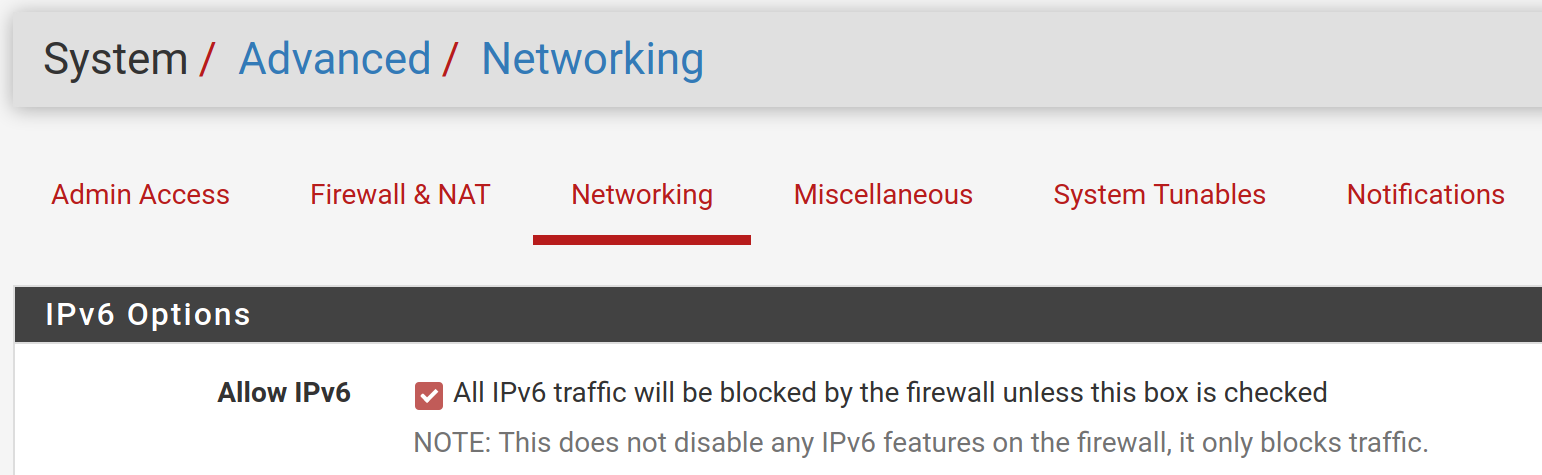 System / Advanced / Networking
Admin Access Firewall & NAT Networking Miscellaneous System Tunables Notifications
IPv6 Options
Allow IPv6 All IPv6 traffic will be blocked by the firewall unless this box is checked
NOTE: This does not disable any IPv6 features on the firewall, it only blocks traffic.